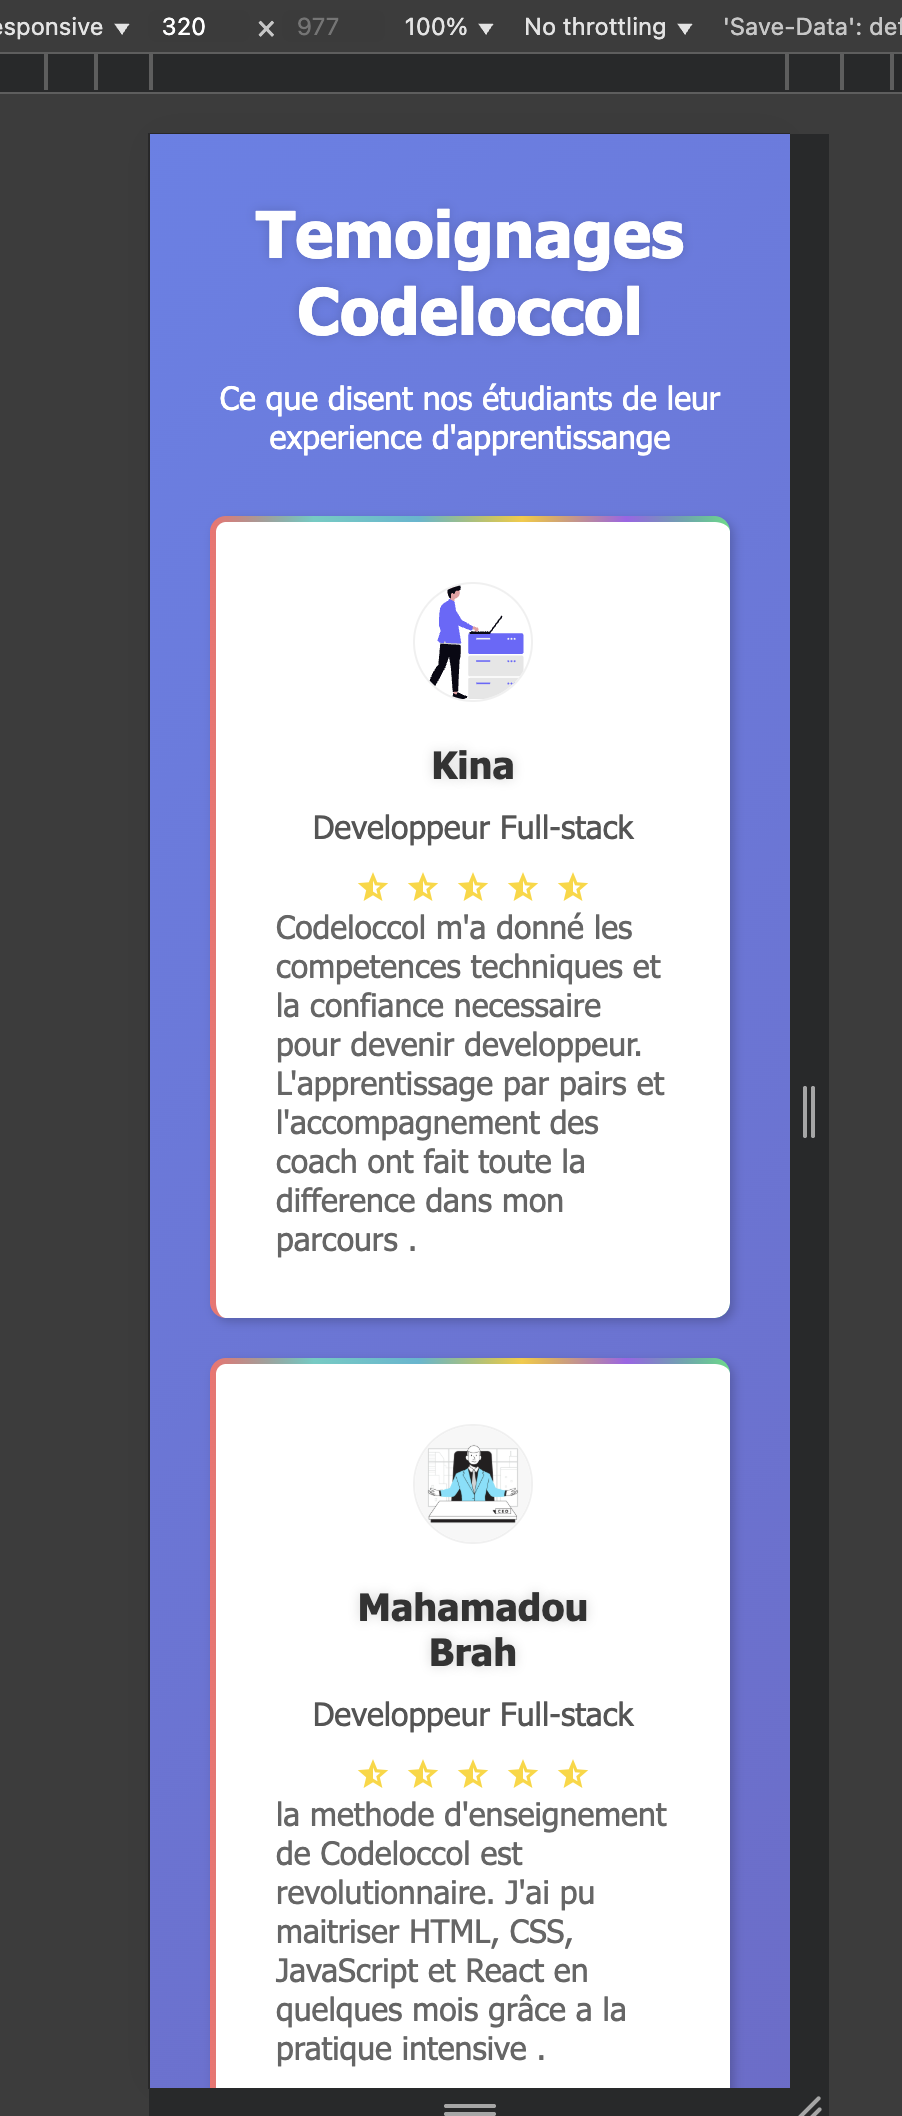 esponsive ▼ 320 × 977 100% ▼ No throttling ▼ 'Save-Data': def
Temoignages
Codeloccol
Ce que disent nos étudiants de leur
experience d'apprentissange
Kina
Developpeur Full-stack
Codeloccol m'a donné les
competences techniques et
la confiance necessaire
pour devenir developpeur.
L'apprentissage par pairs et
l'accompagnement des
coach ont fait toute la
difference dans mon
parcours .
CEO
Mahamadou
Brah
Developpeur Full-stack
la methode d'enseignement
de Codeloccol est
revolutionnaire. J'ai pu
maitriser HTML, CSS,
JavaScript et React en
quelques mois grâce a la
pratique intensive .